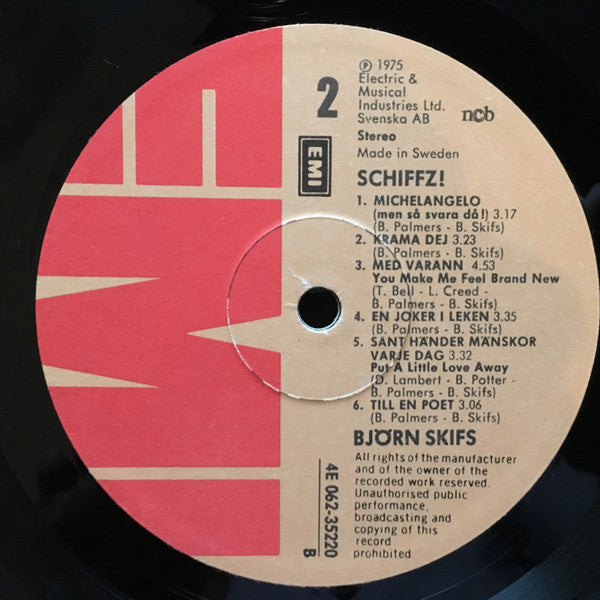 ℗ 1975
Electric &
Musical
Industries Ltd.
Svenska AB
ncb
2
Stereo
Made in Sweden
EMI
SCHIFFZ!
1. MICHELANGELO
(men så svara då!) 3.17
(B. Palmers - B. Skifs)
2. KRAMA DEJ 3.23
(B. Palmers - B. Skifs)
3. MED VARANN 4.53
You Make Me Feel Brand New
(T. Bell - L. Creed -
B. Palmers - B. Skifs)
4. EN JOKER I LEKEN 3.35
(B. Palmers - B. Skifs)
5. SANT HÄNDER MÄNSKOR
VARJE DAG 3.32
Put A Little Love Away
(D. Lambert - B. Potter -
B. Palmers - B. Skifs)
6. TILL EN POET 3.06
(B. Palmers - B. Skifs)
BJÖRN SKIFS
All rights of the manufacturer
and of the owner of the
recorded work reserved.
Unauthorised public
performance,
broadcasting and
copying of this
record
prohibited
4E 062-35220
B
EMI